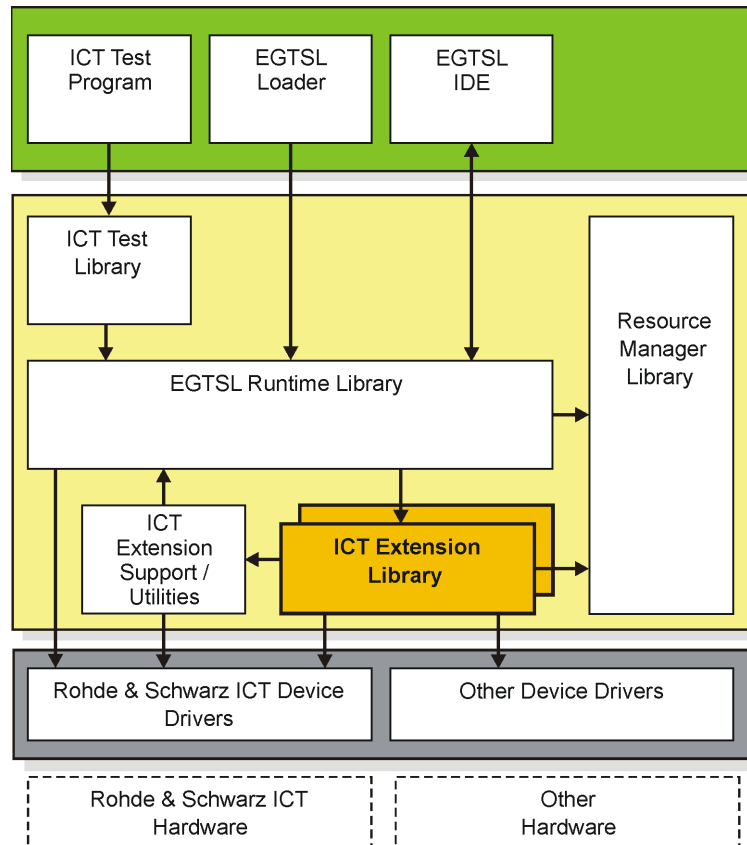 ICT Test
Program
EGTSL
Loader
EGTSL
IDE
ICT Test
Library
Resource
Manager
Library
EGTSL Runtime Library
ICT
Extension
Support /
Utilities
ICT Extension
Library
Rohde & Schwarz ICT Device
Drivers
Other Device Drivers
Rohde & Schwarz ICT
Hardware
Other
Hardware